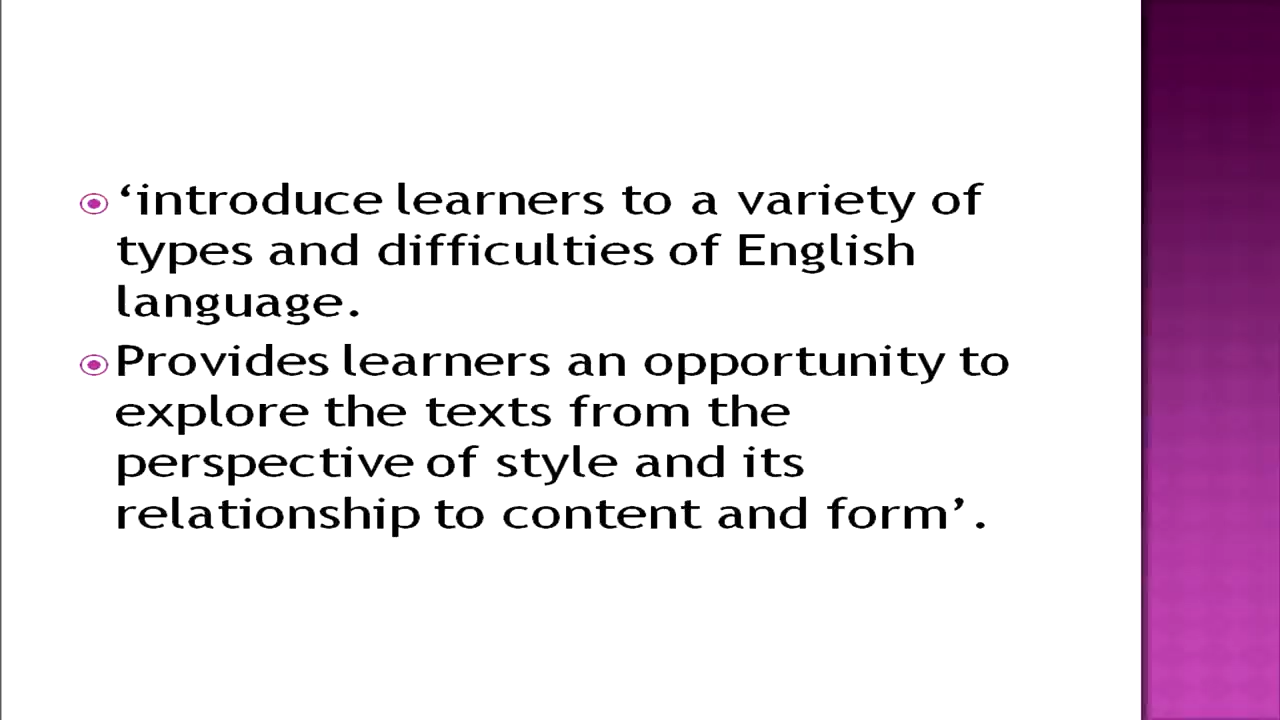 ‘introduce learners to a variety of
types and difficulties of English
language.
Provides learners an opportunity to
explore the texts from the
perspective of style and its
relationship to content and form’.